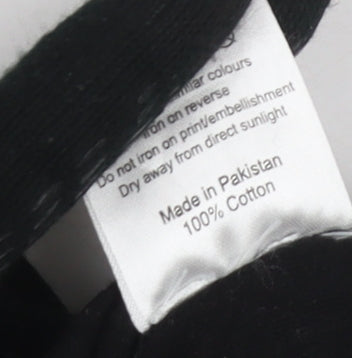 colours
Iron on reverse
Do not iron on print/embellishment
Dry away from direct sunlight
Made in Pakistan
100% Cotton